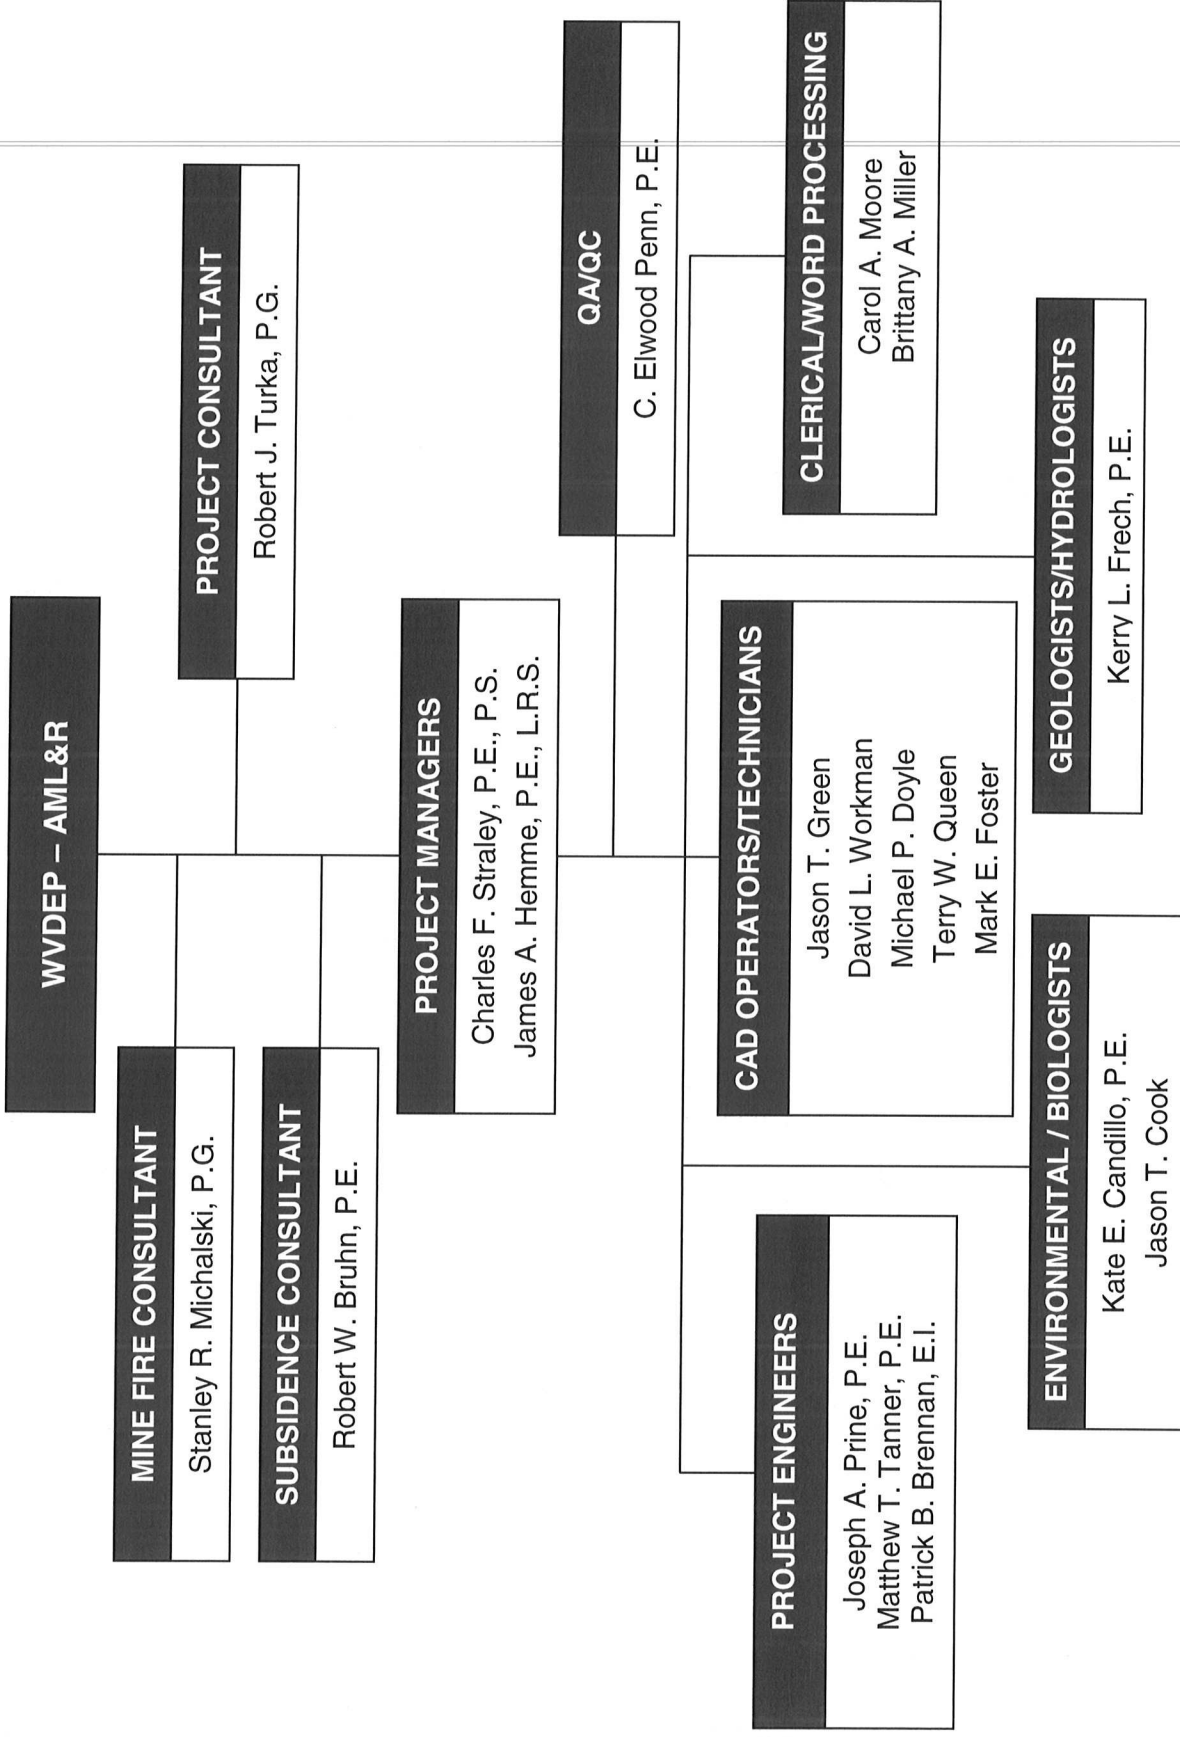 WVDEP – AML&R
MINE FIRE CONSULTANT
Stanley R. Michalski, P.G.
PROJECT CONSULTANT
Robert J. Turka, P.G.
SUBSIDENCE CONSULTANT
Robert W. Bruhn, P.E.
PROJECT MANAGERS
Charles F. Straley, P.E., P.S.
James A. Hemme, P.E., L.R.S.
QA/QC
C. Elwood Penn, P.E.
PROJECT ENGINEERS
Joseph A. Prine, P.E.
Matthew T. Tanner, P.E.
Patrick B. Brennan, E.I.
CAD OPERATORS/TECHNICIANS
Jason T. Green
David L. Workman
Michael P. Doyle
Terry W. Queen
Mark E. Foster
CLERICAL/WORD PROCESSING
Carol A. Moore
Brittany A. Miller
ENVIRONMENTAL / BIOLOGISTS
Kate E. Candillo, P.E.
Jason T. Cook
GEOLOGISTS/HYDROLOGISTS
Kerry L. Frech, P.E.